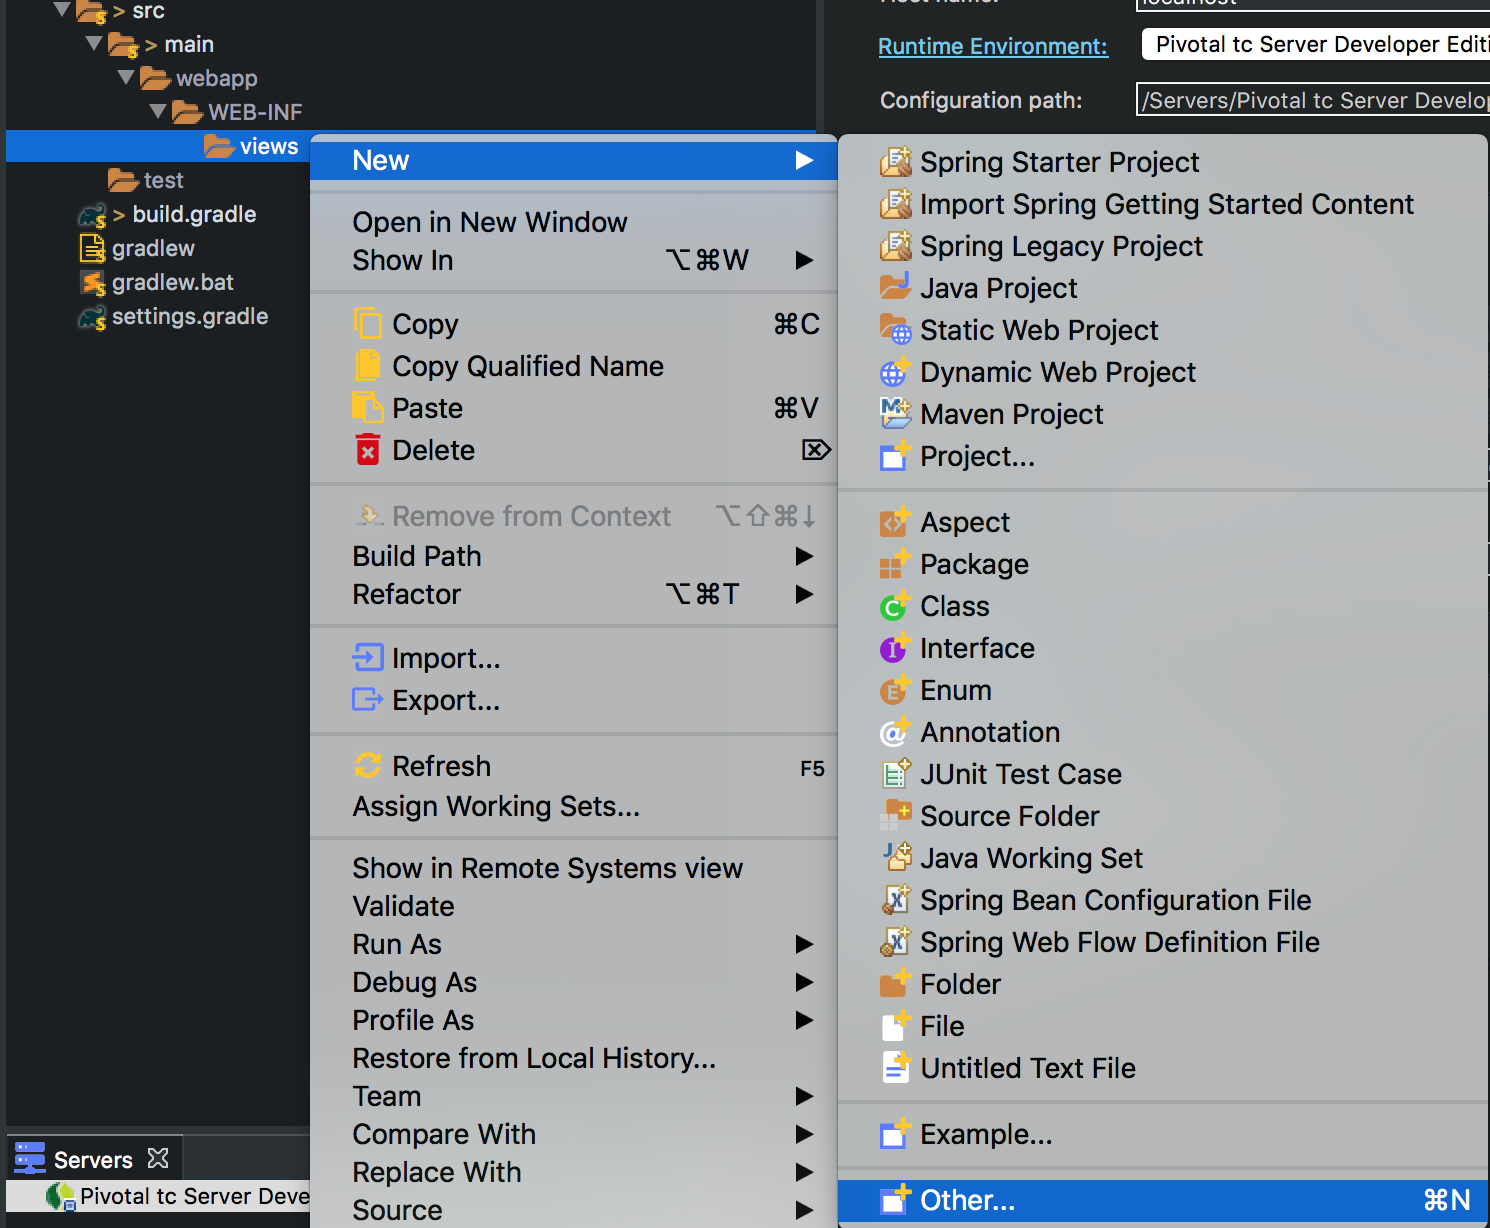 > src
> main
webapp
WEB-INF
views
test
> build.gradle
gradlew
gradlew.bat
settings.gradle
Servers
Pivotal tc Server Deve
localhost
Runtime Environment:
Pivotal tc Server Developer Editi
Configuration path:
/Servers/Pivotal tc Server Develop
New
Open in New Window
Show In ⌥⌘W
Copy ⌘C
Copy Qualified Name
Paste ⌘V
Delete ⌦
Remove from Context ⌥⇧⌘↓
Build Path
Refactor ⌥⌘T
Import...
Export...
Refresh F5
Assign Working Sets...
Show in Remote Systems view
Validate
Run As
Debug As
Profile As
Restore from Local History...
Team
Compare With
Replace With
Source
Spring Starter Project
Import Spring Getting Started Content
Spring Legacy Project
Java Project
Static Web Project
Dynamic Web Project
Maven Project
Project...
Aspect
Package
Class
Interface
Enum
Annotation
JUnit Test Case
Source Folder
Java Working Set
Spring Bean Configuration File
Spring Web Flow Definition File
Folder
File
Untitled Text File
Example...
Other... ⌘N